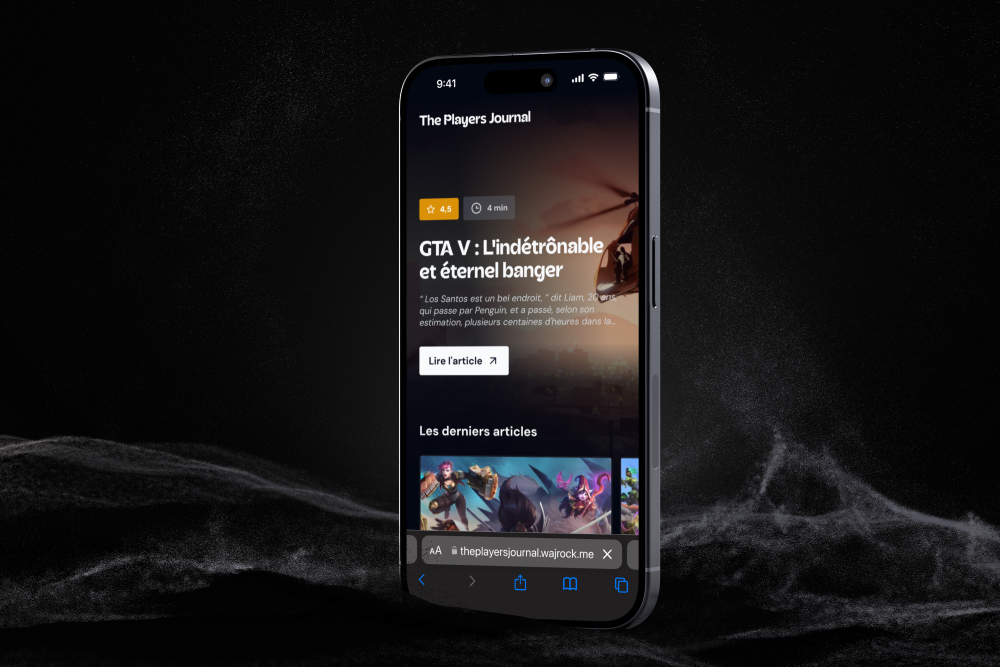 9:41
The Players Journal
4,5
4 min
GTA V : L'indétrônable
et éternel banger
“ Los Santos est un bel endroit, ” dit Liam, 20 ans,
qui passe par Penguin, et a passé, selon son
estimation, plusieurs centaines d'heures dans la...
Lire l'article
Les derniers articles
AA theplayersjournal.wajrock.me